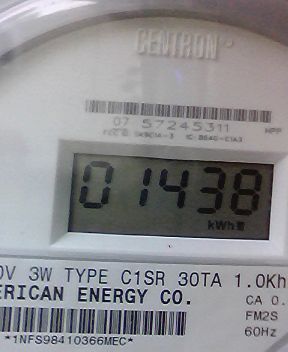 CENTRON
07 57245311 HPP
01438
kWh
0V 3W TYPE C1SR 30TA 1.0Kh
ERICAN ENERGY CO. CA 0.
FM2S
*1NFS98410366MEC* 60Hz